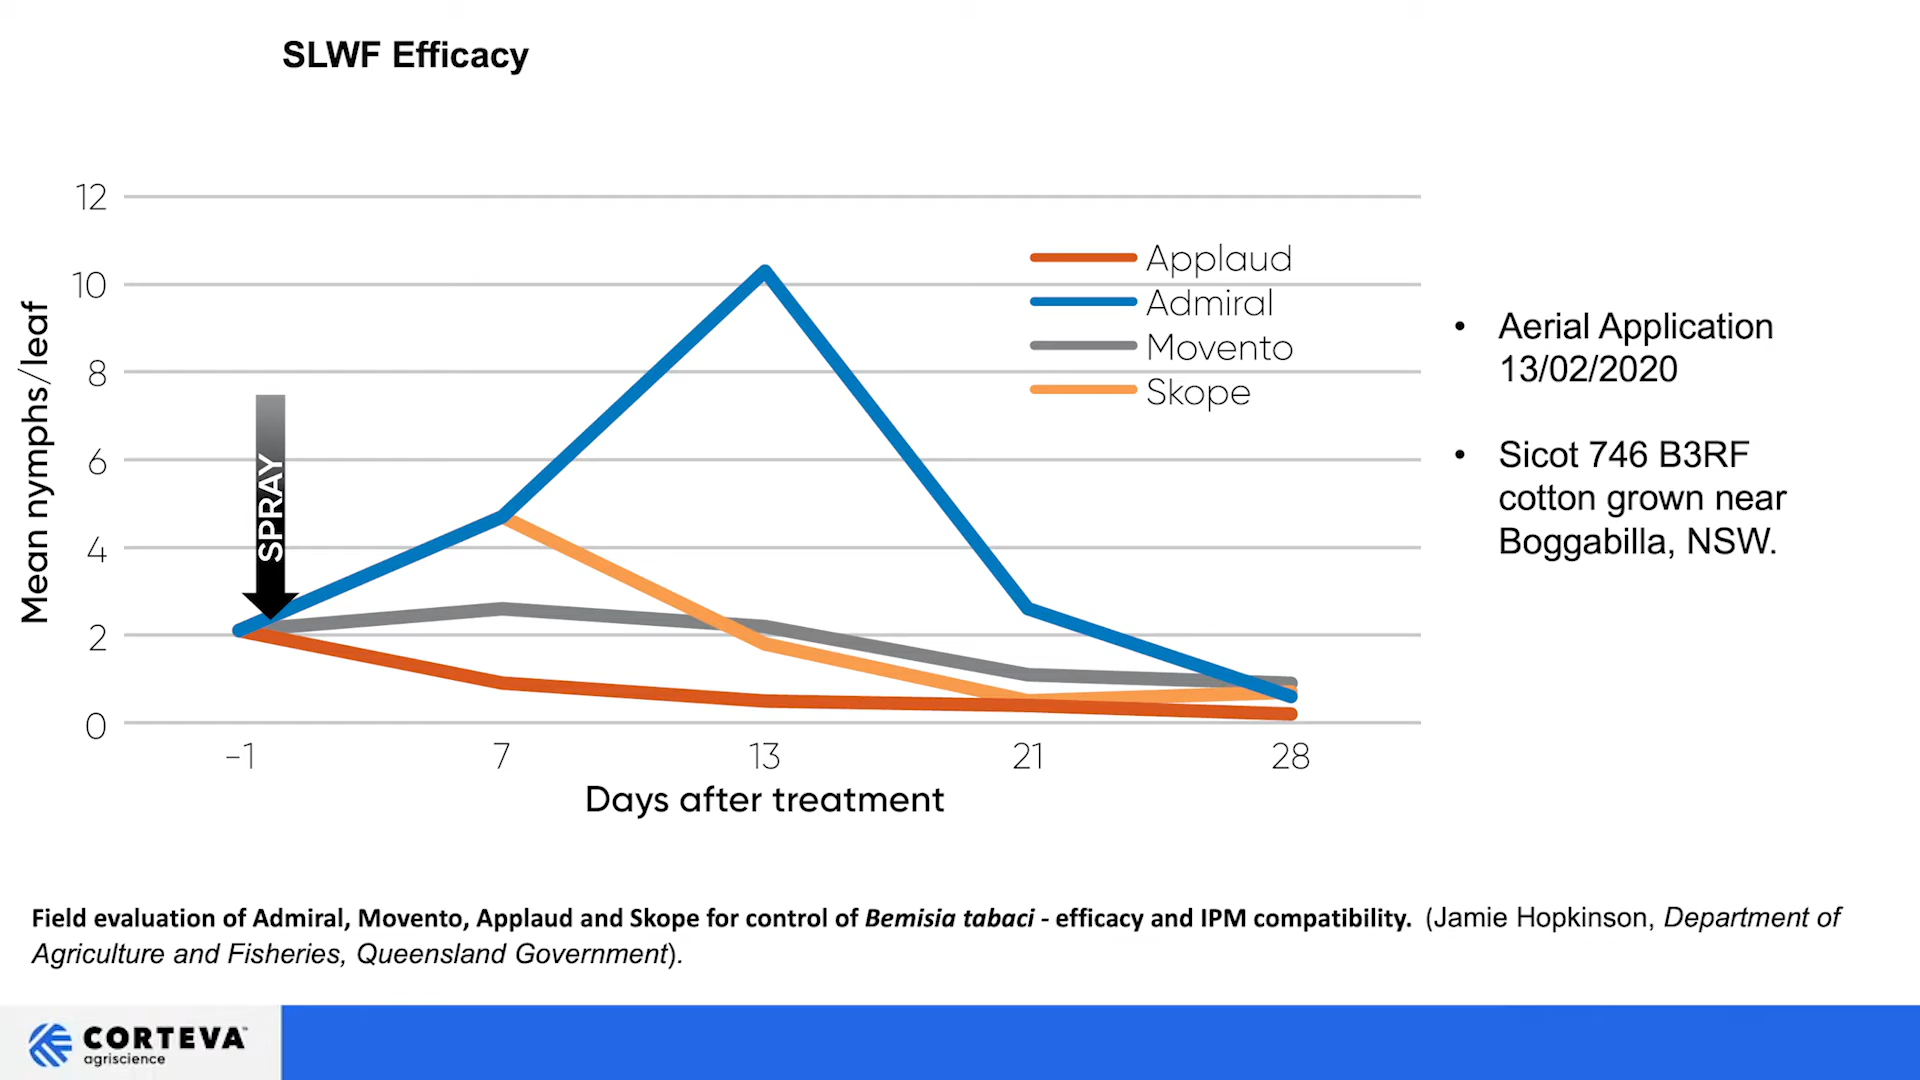 SLWF Efficacy
12
10
8
6
4
2
0
Mean nymphs/leaf
SPRAY
Applaud
Admiral
Movento
Skope
-1 7 13 21 28
Days after treatment
• Aerial Application
13/02/2020
• Sicot 746 B3RF
cotton grown near
Boggabilla, NSW.
Field evaluation of Admiral, Movento, Applaud and Skope for control of Bemisia tabaci - efficacy and IPM compatibility. (Jamie Hopkinson, Department of
Agriculture and Fisheries, Queensland Government).
CORTEVA™
agriscience